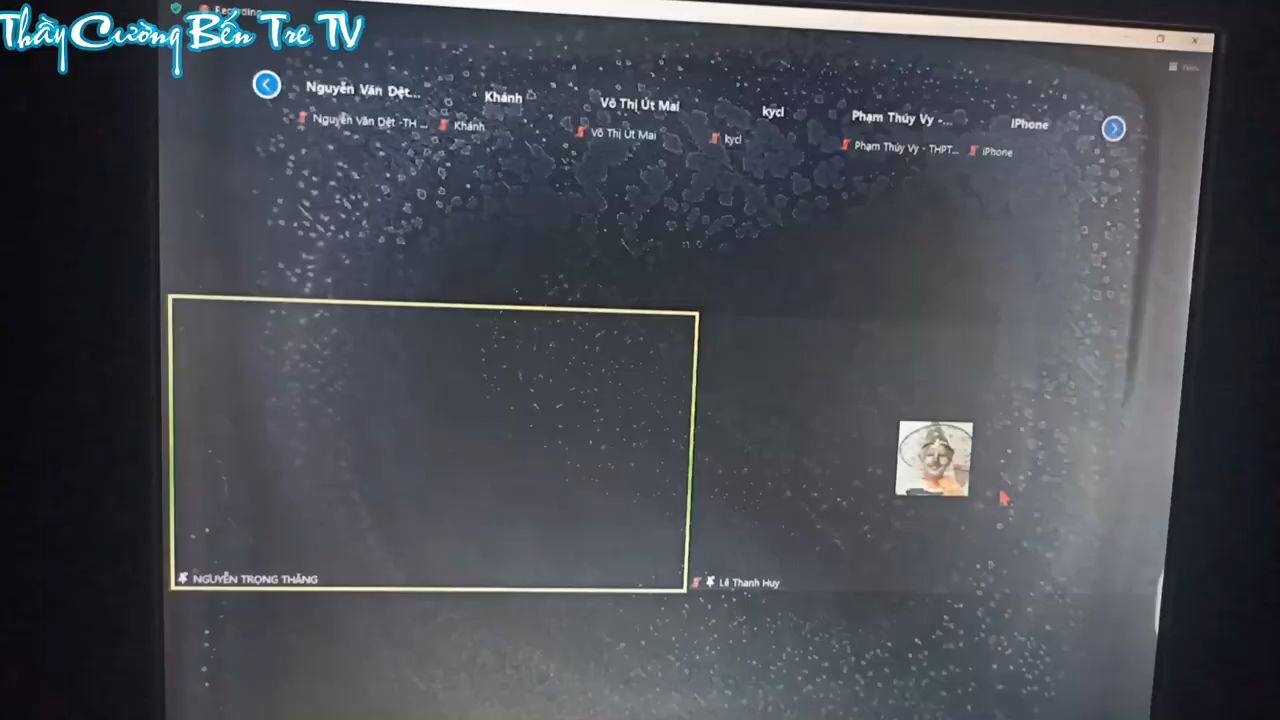 Thầy Cường Bến Tre TV
Recording
Nguyễn Văn Dệt... Khánh Võ Thị Út Mai kycl Phạm Thúy Vy -... iPhone
Nguyễn Văn Dệt -TH ... Khánh Võ Thị Út Mai kycl Phạm Thúy Vy - THPT... iPhone
NGUYỄN TRỌNG THĂNG Lê Thanh Huy